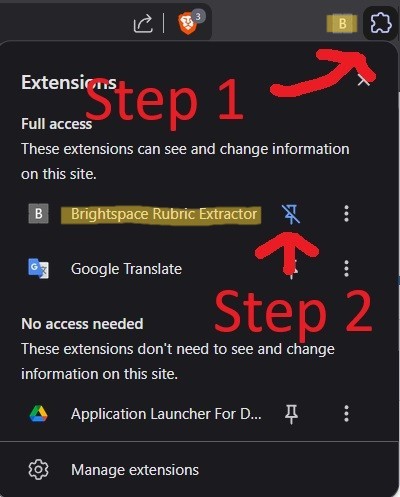 3
B
Extensions
Step 1
Full access
These extensions can see and change information
on this site.
B
Brightspace Rubric Extractor
Google Translate
Step 2
No access needed
These extensions don't need to see and change
information on this site.
Application Launcher For D...
Manage extensions